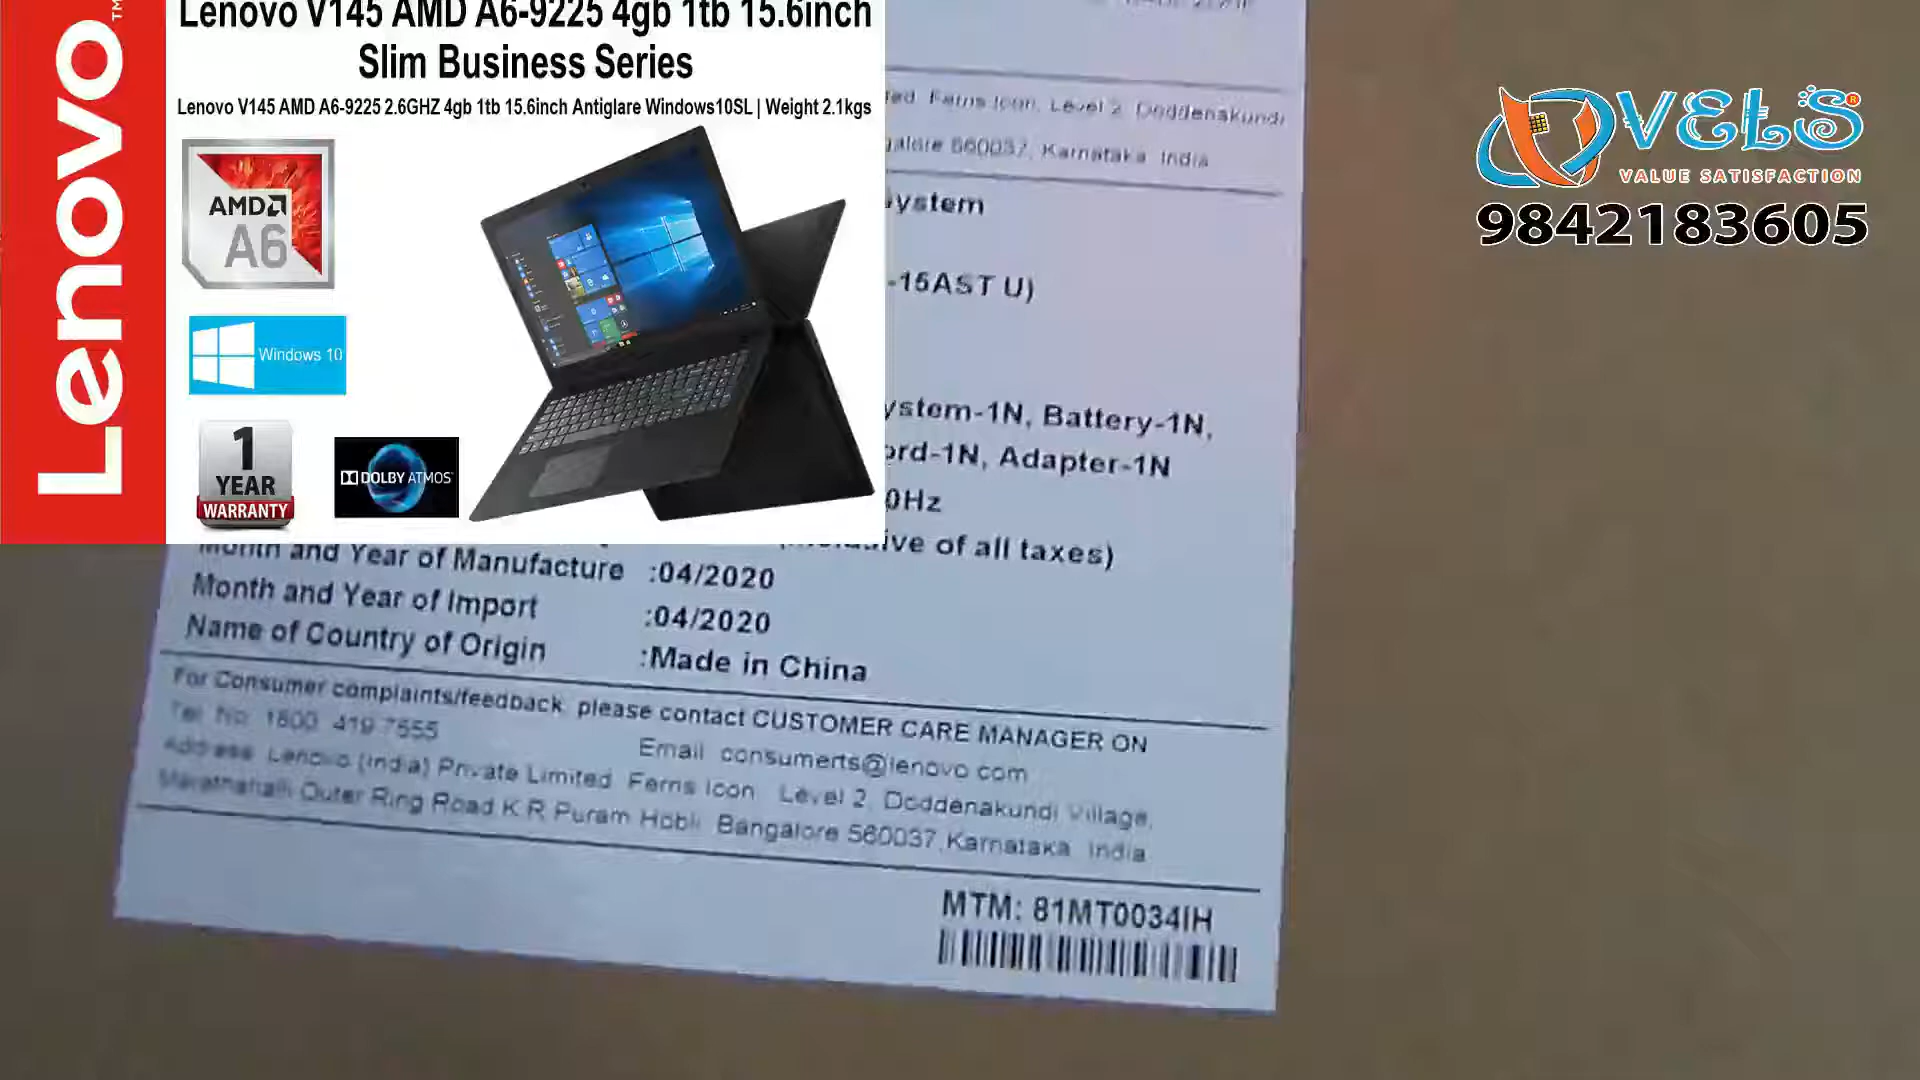 Lenovo V145 AMD A6-9225 4gb 1tb 15.6inch
Slim Business Series
Lenovo V145 AMD A6-9225 2.6GHZ 4gb 1tb 15.6inch Antiglare Windows10SL | Weight 2.1kgs
Lenovo™
AMD
A6
Windows 10
1
YEAR
WARRANTY
DOLBY ATMOS
VELS®
VALUE SATISFACTION
9842183605
Ferns Icon, Level 2, Doddenakundi
560037, Karnataka India
-15AST U)
-1N, Battery-1N,
-1N, Adapter-1N
0Hz
of all taxes)
Month and Year of Manufacture :04/2020
Month and Year of Import :04/2020
Name of Country of Origin :Made in China
For Consumer complaints/feedback, please contact CUSTOMER CARE MANAGER ON
Tel No. 1800 419 7555 Email consumerts@lenovo.com
Address Lenovo (India) Private Limited Ferns Icon Level 2, Doddenakundi Village,
Marathahalli Outer Ring Road K R Puram Hobli Bangalore 560037,Karnataka India
MTM: 81MT0034IH